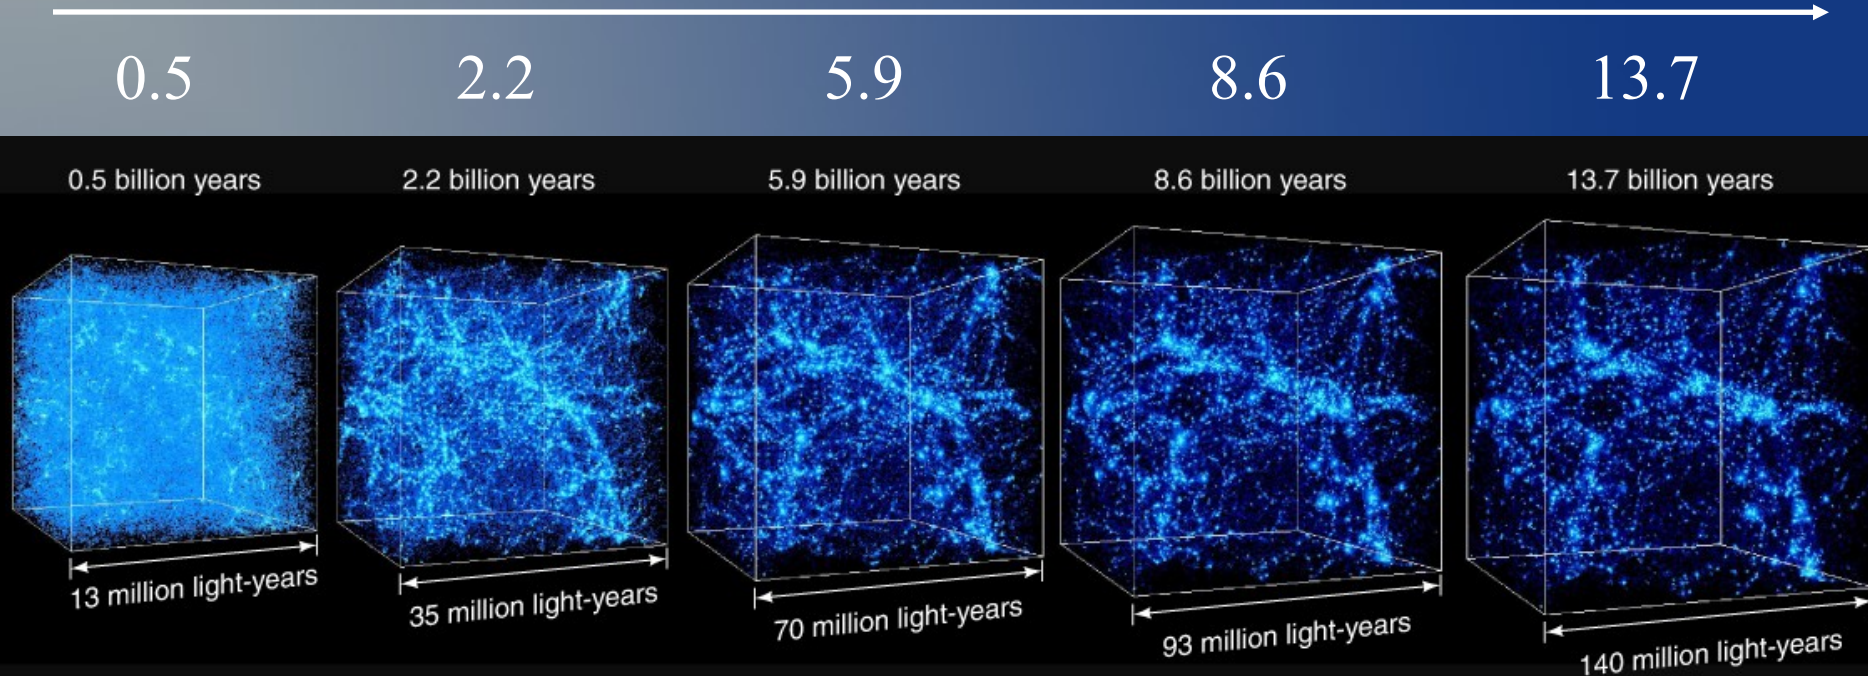 0.5 2.2 5.9 8.6 13.7
0.5 billion years 2.2 billion years 5.9 billion years 8.6 billion years 13.7 billion years
13 million light-years 35 million light-years 70 million light-years 93 million light-years 140 million light-years